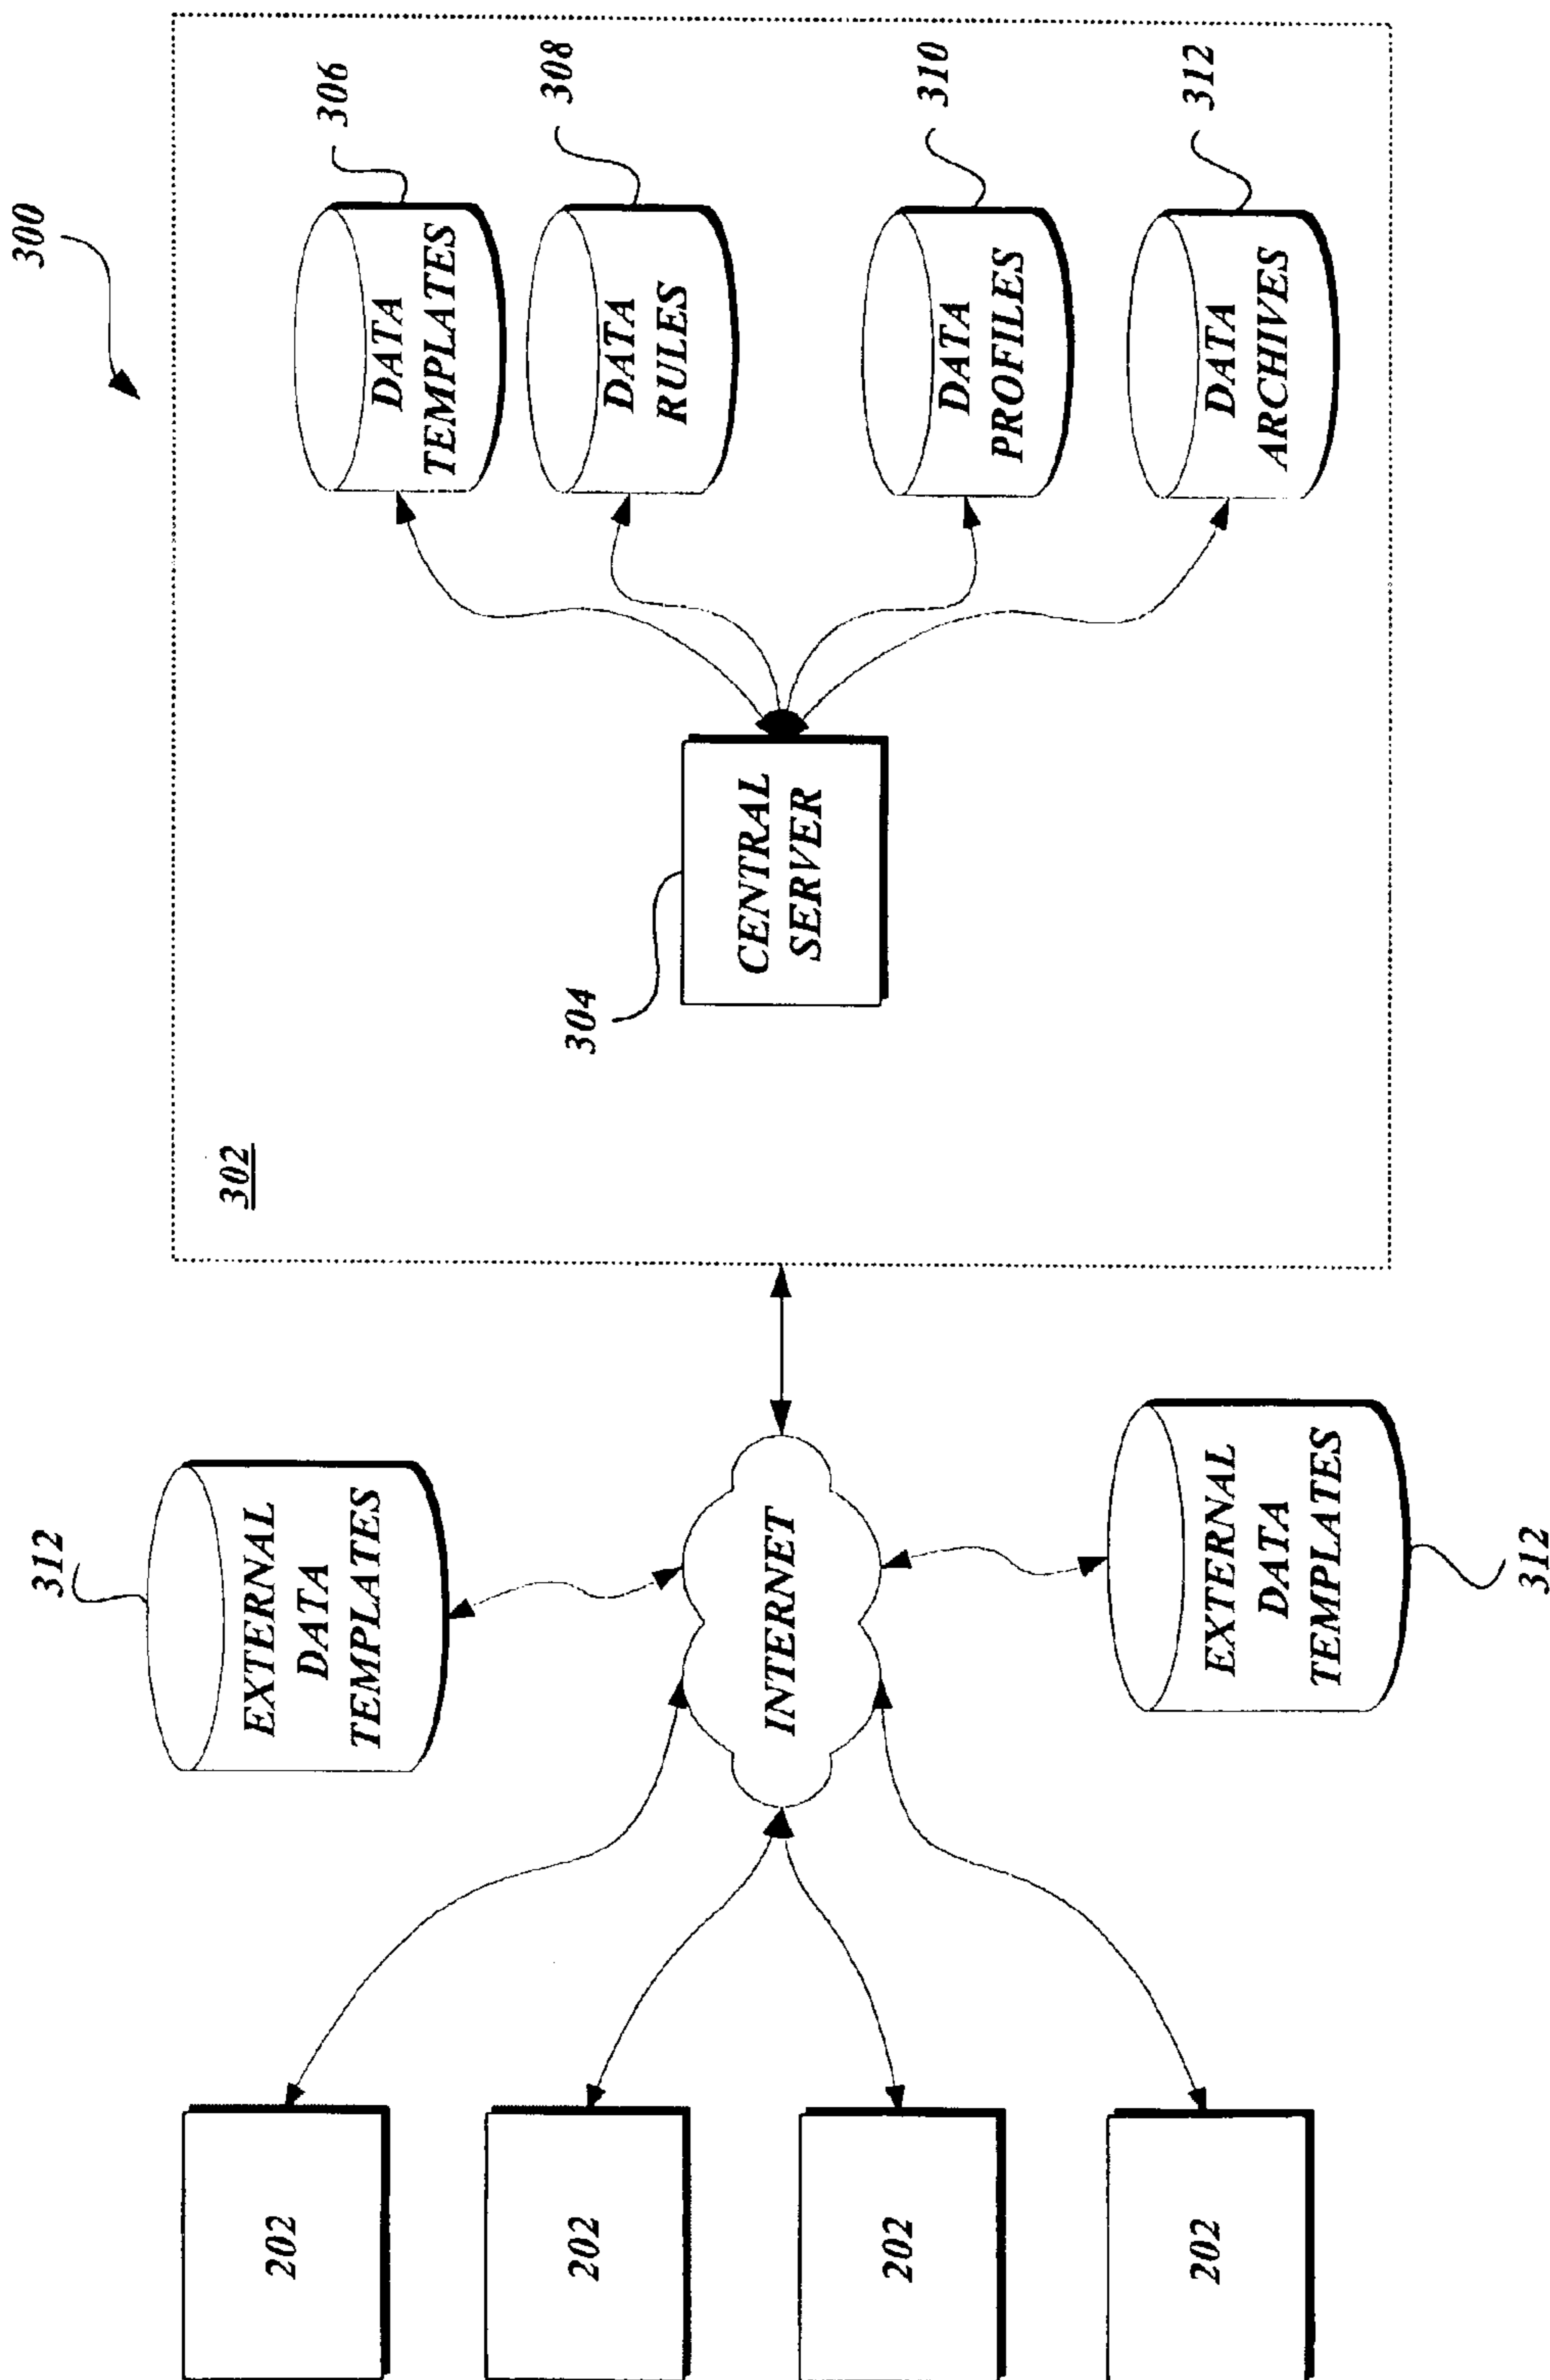 300
312
202
EXTERNAL
DATA
TEMPLATES
302
DATA
TEMPLATES
306
202
304
DATA
RULES
308
INTERNET
CENTRAL
SERVER
202
DATA
PROFILES
310
202
EXTERNAL
DATA
TEMPLATES
DATA
ARCHIVES
312
312